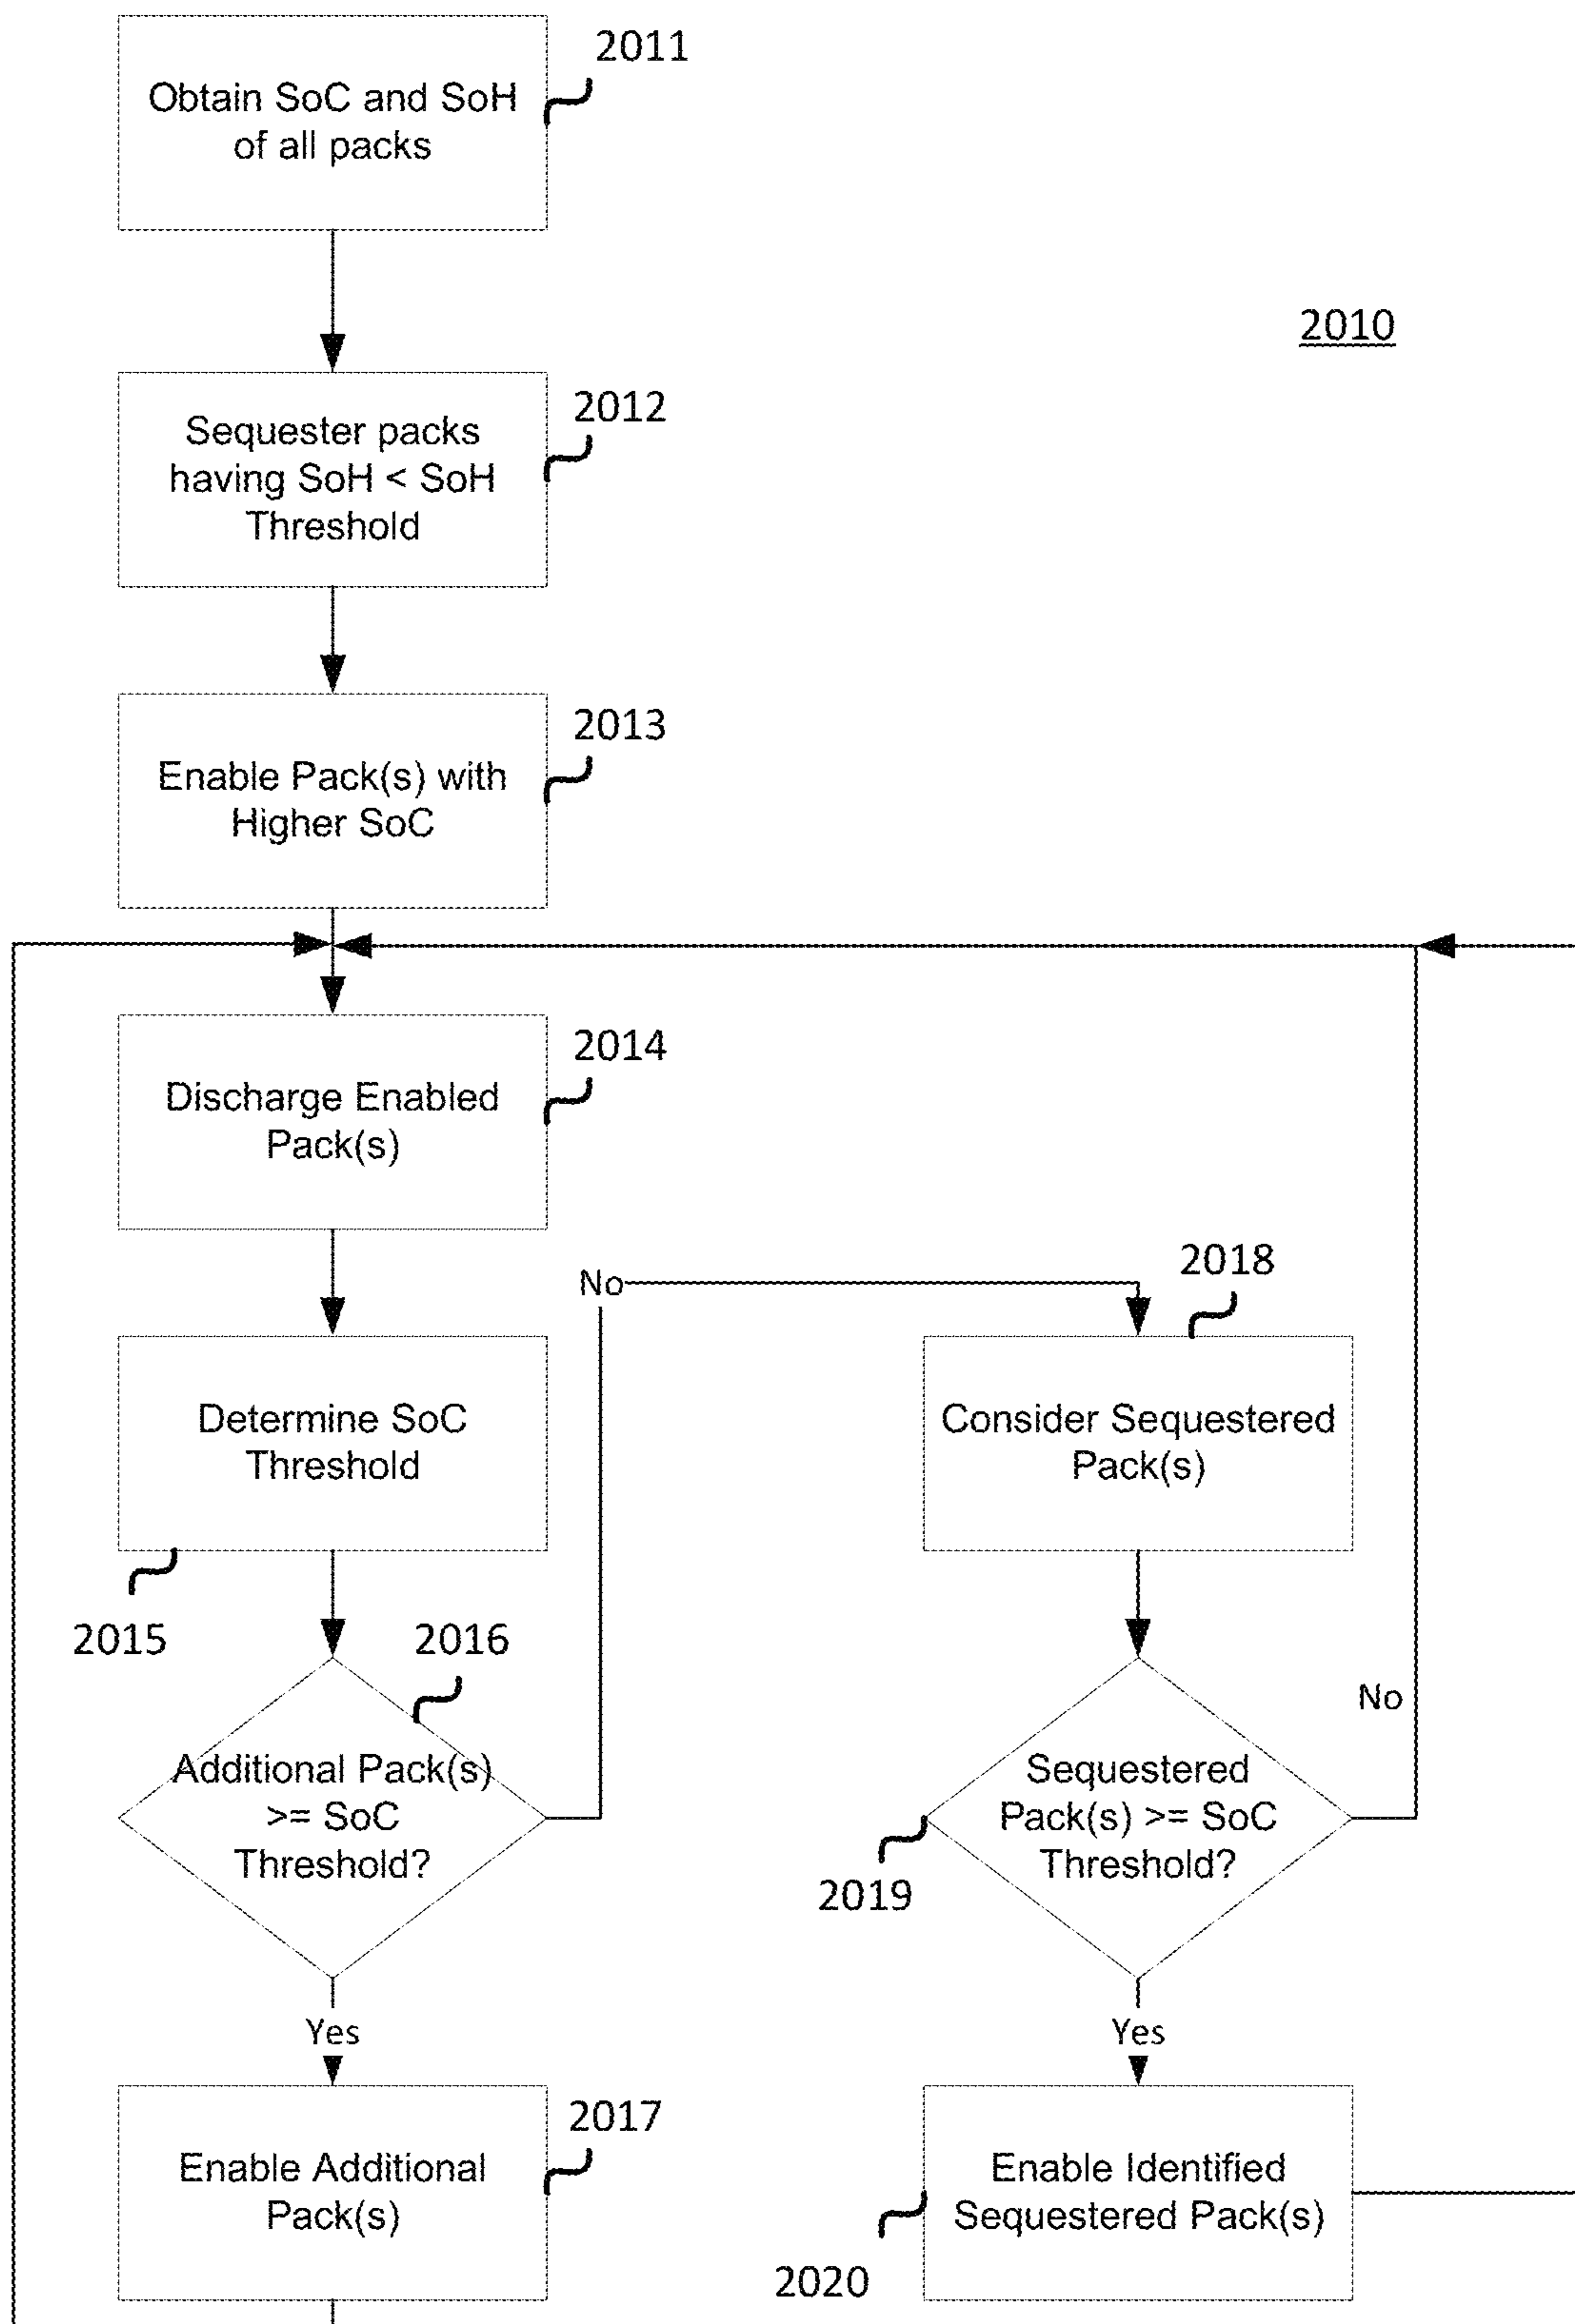 2011
Obtain SoC and SoH
of all packs
2010
2012
Sequester packs
having SoH < SoH
Threshold
2013
Enable Pack(s) with
Higher SoC
2014
Discharge Enabled
Pack(s)
No
2018
Determine SoC
Threshold
Consider Sequestered
Pack(s)
2015
2016
No
Additional Pack(s)
>= SoC
Threshold?
Sequestered
Pack(s) >= SoC
Threshold?
2019
Yes
Yes
2017
Enable Additional
Pack(s)
Enable Identified
Sequestered Pack(s)
2020